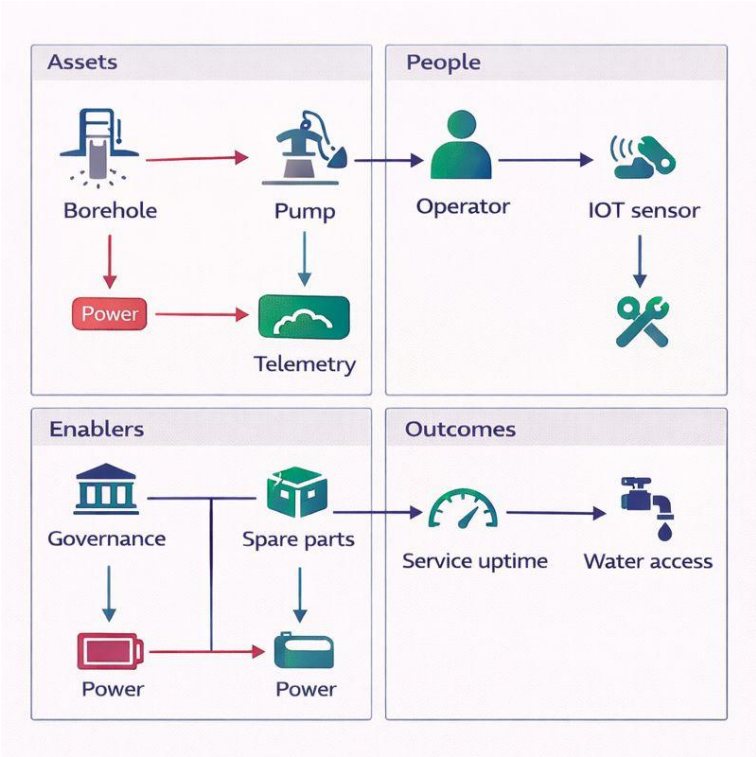 Assets
People
Borehole
Pump
Operator
IOT sensor
Power
Telemetry
Enablers
Outcomes
Governance
Spare parts
Service uptime
Water access
Power
Power